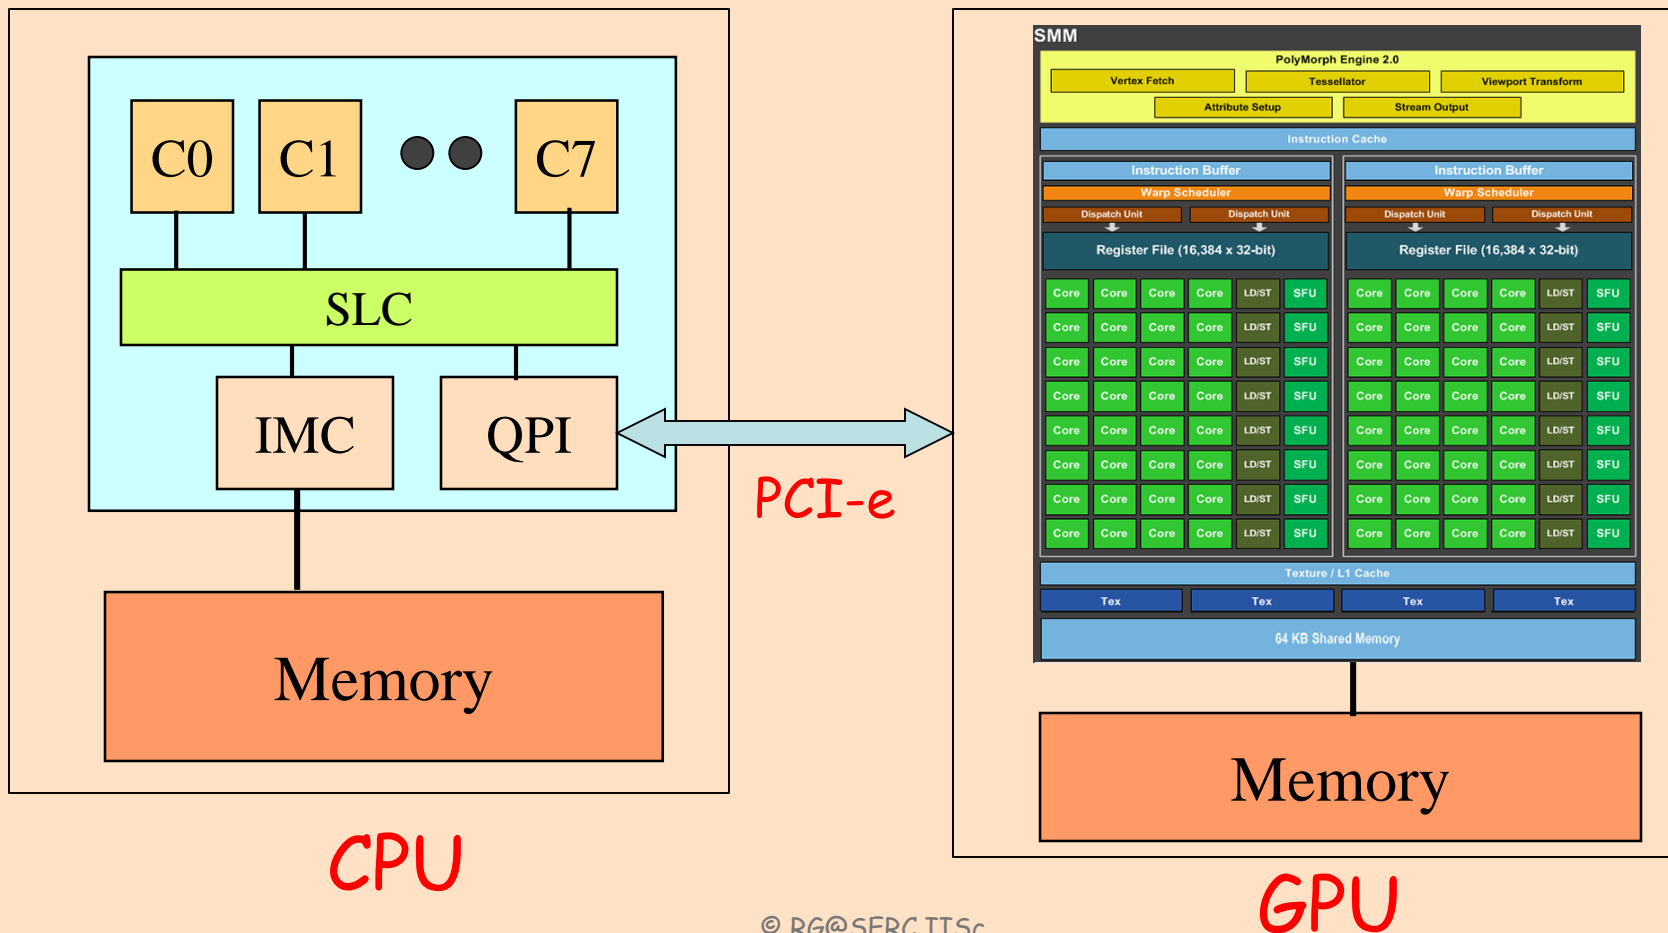 C0 C1 C7
SLC
IMC QPI
Memory
CPU
PCI-e
SMM
PolyMorph Engine 2.0
Vertex Fetch Tessellator Viewport Transform
Attribute Setup Stream Output
Instruction Cache
Instruction Buffer Instruction Buffer
Warp Scheduler Warp Scheduler
Dispatch Unit Dispatch Unit Dispatch Unit Dispatch Unit
Register File (16,384 x 32-bit) Register File (16,384 x 32-bit)
Core Core Core Core LD/ST SFU Core Core Core Core LD/ST SFU
Core Core Core Core LD/ST SFU Core Core Core Core LD/ST SFU
Core Core Core Core LD/ST SFU Core Core Core Core LD/ST SFU
Core Core Core Core LD/ST SFU Core Core Core Core LD/ST SFU
Core Core Core Core LD/ST SFU Core Core Core Core LD/ST SFU
Core Core Core Core LD/ST SFU Core Core Core Core LD/ST SFU
Core Core Core Core LD/ST SFU Core Core Core Core LD/ST SFU
Core Core Core Core LD/ST SFU Core Core Core Core LD/ST SFU
Texture / L1 Cache
Tex Tex Tex Tex
64 KB Shared Memory
Memory
GPU
© RG@SERC,IISc